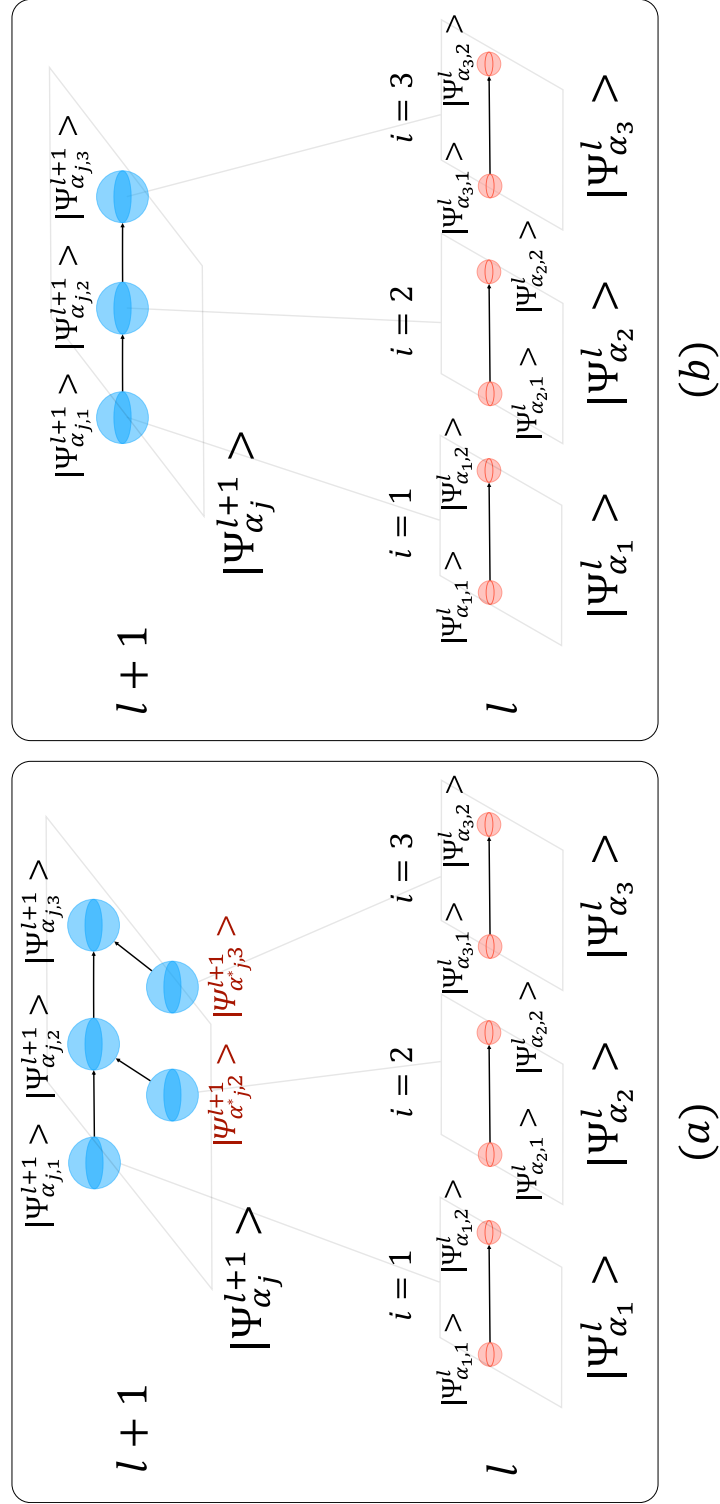 |Ψ^{l+1}_{α_{j,1}} > |Ψ^{l+1}_{α_{j,2}} > |Ψ^{l+1}_{α_{j,3}} >
l + 1
|Ψ^{l+1}_{α*_{j,2}} > |Ψ^{l+1}_{α*_{j,3}} >
|Ψ^{l+1}_{α_j} >
i = 1 i = 2 i = 3
|Ψ^l_{α_{1,1}} > |Ψ^l_{α_{1,2}} > |Ψ^l_{α_{3,1}} > |Ψ^l_{α_{3,2}} >
l
|Ψ^l_{α_{2,1}} > |Ψ^l_{α_{2,2}} >
|Ψ^l_{α_1} > |Ψ^l_{α_2} > |Ψ^l_{α_3} >
(a)
|Ψ^{l+1}_{α_{j,1}} > |Ψ^{l+1}_{α_{j,2}} > |Ψ^{l+1}_{α_{j,3}} >
l + 1
|Ψ^{l+1}_{α_j} >
i = 1 i = 2 i = 3
|Ψ^l_{α_{1,1}} > |Ψ^l_{α_{1,2}} > |Ψ^l_{α_{3,1}} > |Ψ^l_{α_{3,2}} >
l
|Ψ^l_{α_{2,1}} > |Ψ^l_{α_{2,2}} >
|Ψ^l_{α_1} > |Ψ^l_{α_2} > |Ψ^l_{α_3} >
(b)